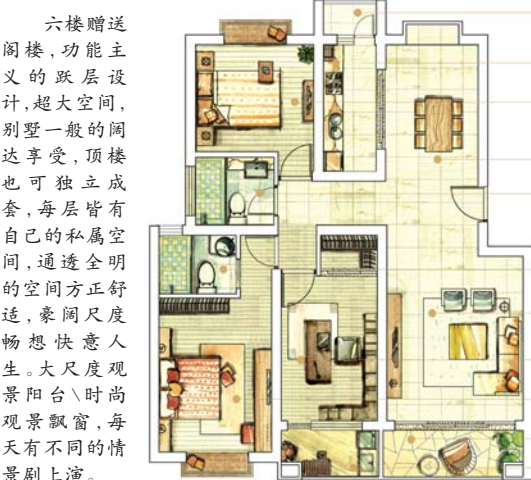 六楼赠送
阁楼,功能主
义的跃层设
计,超大空间,
别墅一般的阔
达享受,顶楼
也可独立成
套,每层皆有
自己的私属空
间,通透全明
的空间方正舒
适,豪阔尺度
畅想快意人
生。大尺度观
景阳台\时尚
观景飘窗,每
天有不同的情
景剧上演。